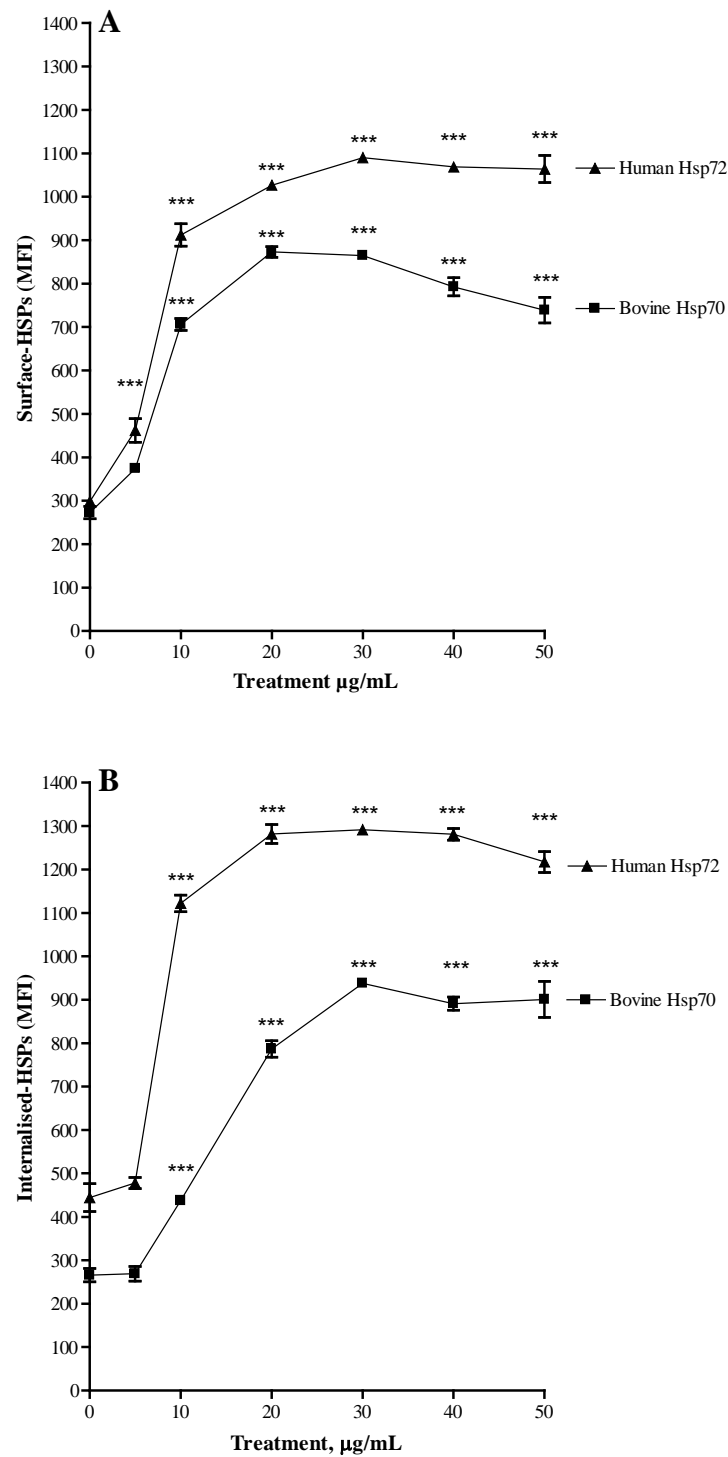 A
1400
1300
1200
1100
1000
900
800
700
600
500
400
300
200
100
0
Surface-HSPs (MFI)
*** *** *** *** *** ***
*** *** *** *** ***
Human Hsp72
Bovine Hsp70
0 10 20 30 40 50
Treatment µg/mL
B
1400
1300
1200
1100
1000
900
800
700
600
500
400
300
200
100
0
Internalised-HSPs (MFI)
*** *** *** *** ***
*** *** *** *** ***
Human Hsp72
Bovine Hsp70
0 10 20 30 40 50
Treatment, µg/mL